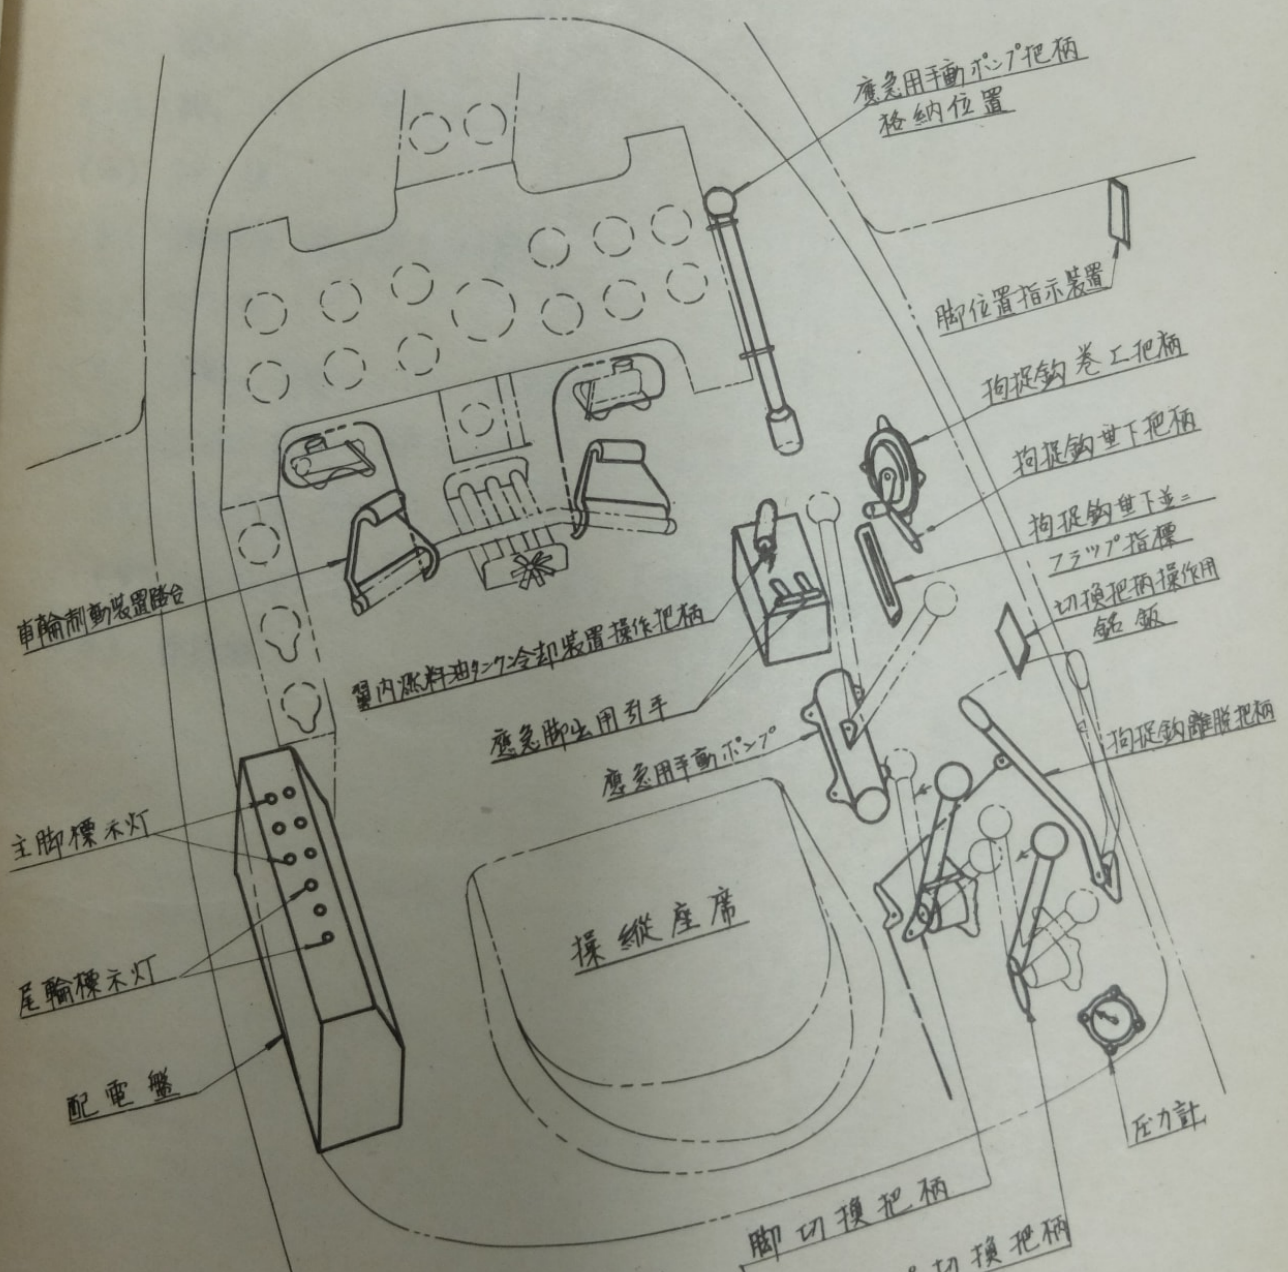 應急用手動ポンプ把柄
格納位置
脚位置指示装置
拘捉鈎巻上把柄
拘捉鈎垂下把柄
拘捉鈎垂下並ニ
フラップ指標
切換把柄操作用
銘鈑
拘捉鈎離脱把柄
車輪制動装置踏台
翼内燃料油タンク冷却装置操作把柄
應急脚出用引手
應急用手動ポンプ
主脚標示灯
操縦座席
尾輪標示灯
配電盤
圧力計
脚切換把柄
プ切換把柄